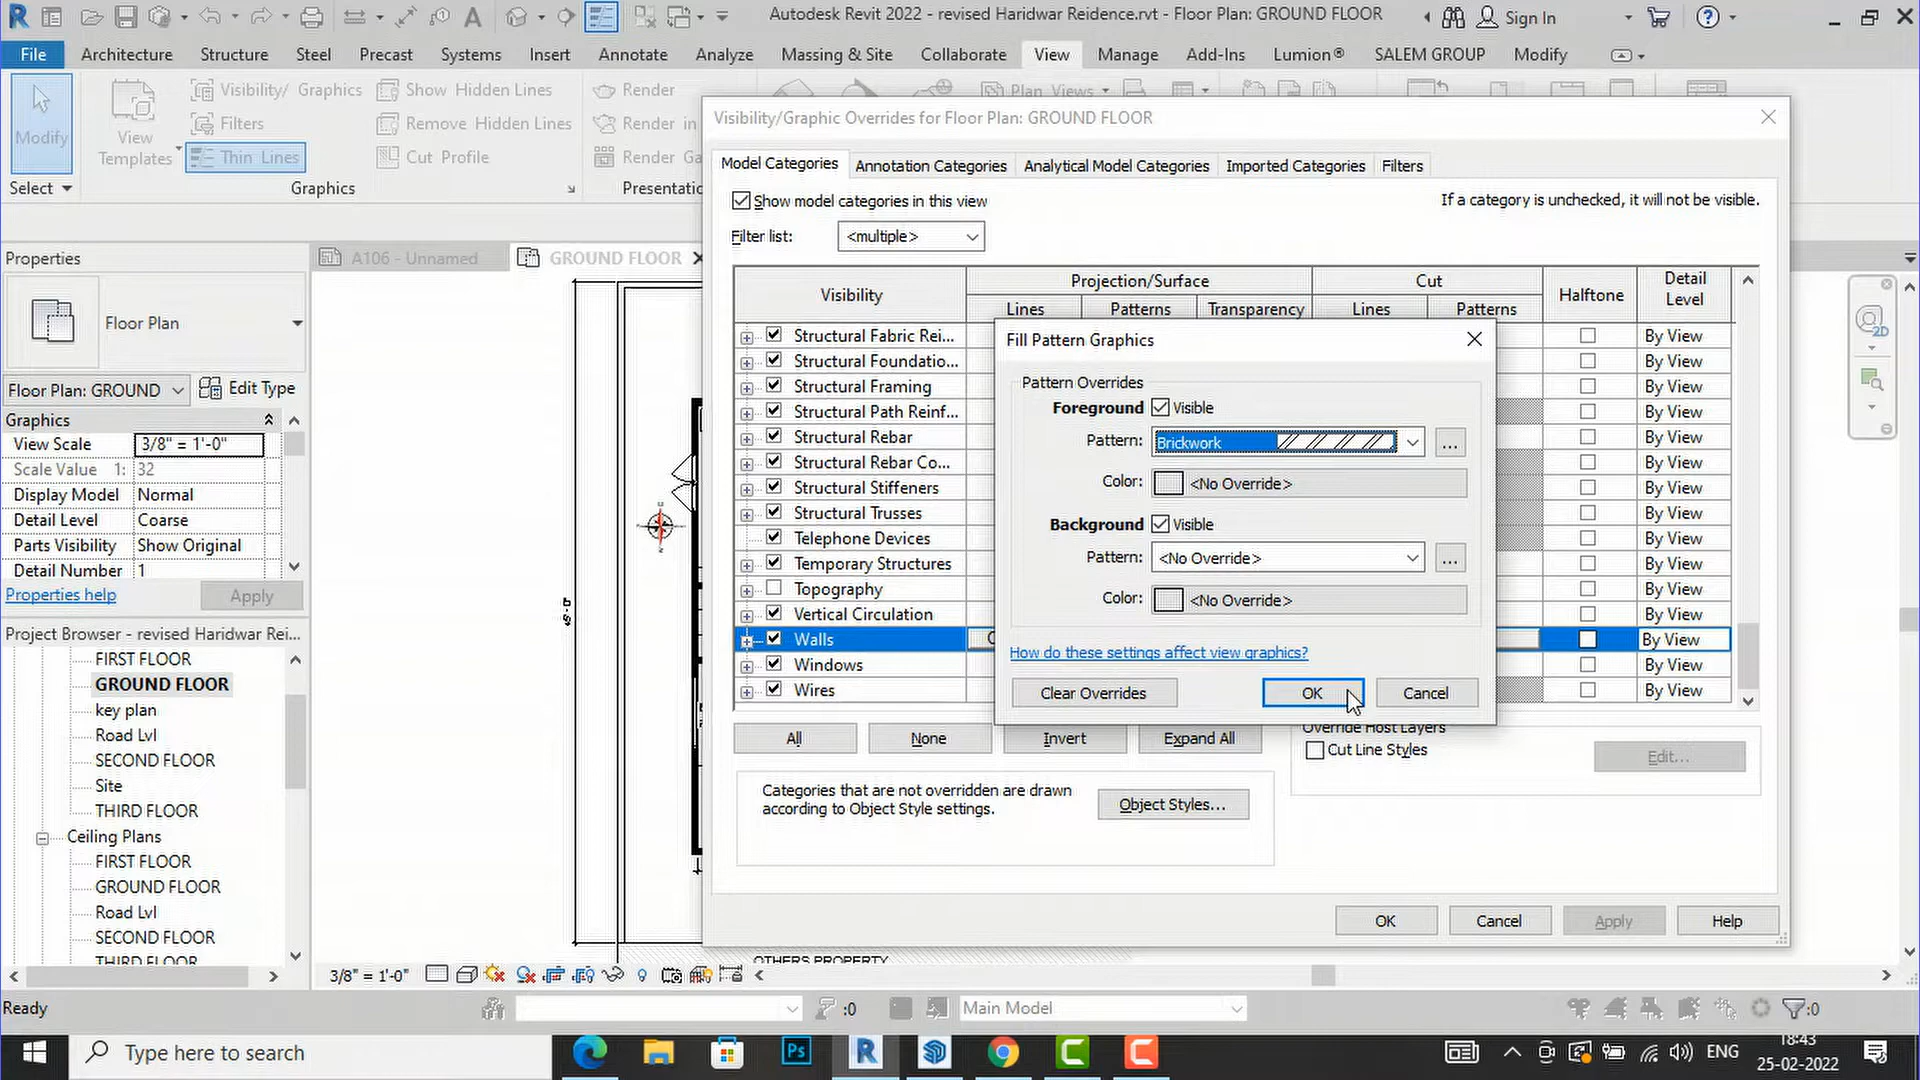 Autodesk Revit 2022 - revised Haridwar Reidence.rvt - Floor Plan: GROUND FLOOR
Sign In
File Architecture Structure Steel Precast Systems Insert Annotate Analyze Massing & Site Collaborate View Manage Add-Ins Lumion® SALEM GROUP Modify
Modify
View
Templates
Visibility/ Graphics
Filters
Thin Lines
Show Hidden Lines
Remove Hidden Lines
Cut Profile
Render
Render in
Render Ga
Plan Views
Select
Graphics
Presentatio
Properties
Floor Plan
Floor Plan: GROUND
Edit Type
Graphics
View Scale 3/8" = 1'-0"
Scale Value 1: 32
Display Model Normal
Detail Level Coarse
Parts Visibility Show Original
Detail Number 1
Properties help
Apply
Project Browser - revised Haridwar Rei...
FIRST FLOOR
GROUND FLOOR
key plan
Road Lvl
SECOND FLOOR
Site
THIRD FLOOR
Ceiling Plans
FIRST FLOOR
GROUND FLOOR
Road Lvl
SECOND FLOOR
THIRD FLOOR
A106 - Unnamed
GROUND FLOOR
OTHERS PROPERTY
2D
Visibility/Graphic Overrides for Floor Plan: GROUND FLOOR
Model Categories Annotation Categories Analytical Model Categories Imported Categories Filters
Show model categories in this view
If a category is unchecked, it will not be visible.
Filter list: <multiple>
Visibility Projection/Surface Cut Halftone Detail Level
Lines Patterns Transparency Lines Patterns
Structural Fabric Rei... By View
Structural Foundatio... By View
Structural Framing By View
Structural Path Reinf... By View
Structural Rebar By View
Structural Rebar Co... By View
Structural Stiffeners By View
Structural Trusses By View
Telephone Devices By View
Temporary Structures By View
Topography By View
Vertical Circulation By View
Walls By View
Windows By View
Wires By View
All None Invert Expand All
Override Host Layers
Cut Line Styles
Edit...
Categories that are not overridden are drawn
according to Object Style settings.
Object Styles...
OK Cancel Apply Help
Fill Pattern Graphics
Pattern Overrides
Foreground Visible
Pattern: Brickwork ...
Color: <No Override>
Background Visible
Pattern: <No Override> ...
Color: <No Override>
How do these settings affect view graphics?
Clear Overrides OK Cancel
3/8" = 1'-0"
Ready
:0
Main Model
:0
Type here to search
Ps
ENG
18:43
25-02-2022